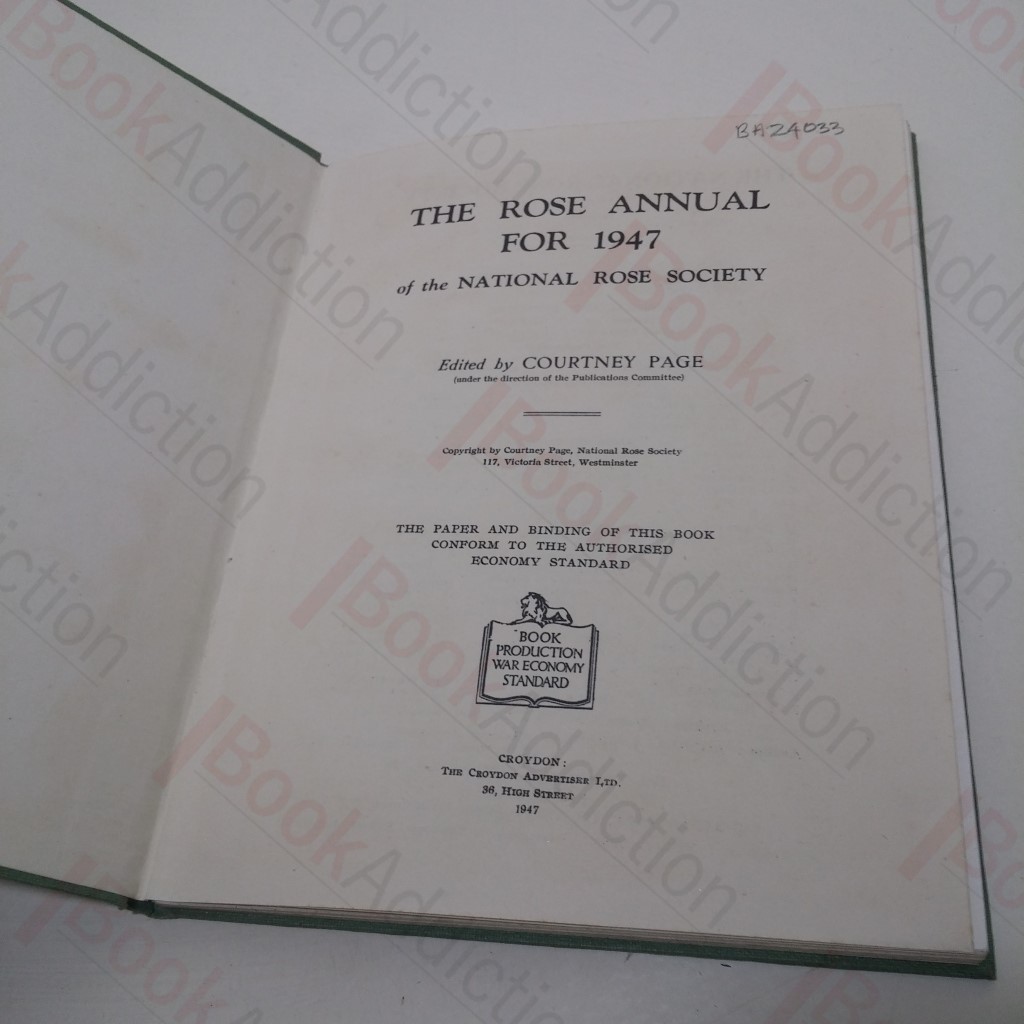 BAZ4033
THE ROSE ANNUAL
FOR 1947
of the NATIONAL ROSE SOCIETY
Edited by COURTNEY PAGE
(under the direction of the Publications Committee)
Copyright by Courtney Page, National Rose Society
117, Victoria Street, Westminster
THE PAPER AND BINDING OF THIS BOOK
CONFORM TO THE AUTHORISED
ECONOMY STANDARD
BOOK
PRODUCTION
WAR ECONOMY
STANDARD
CROYDON:
THE CROYDON ADVERTISER LTD.
36, HIGH STREET
1947
BookAddiction